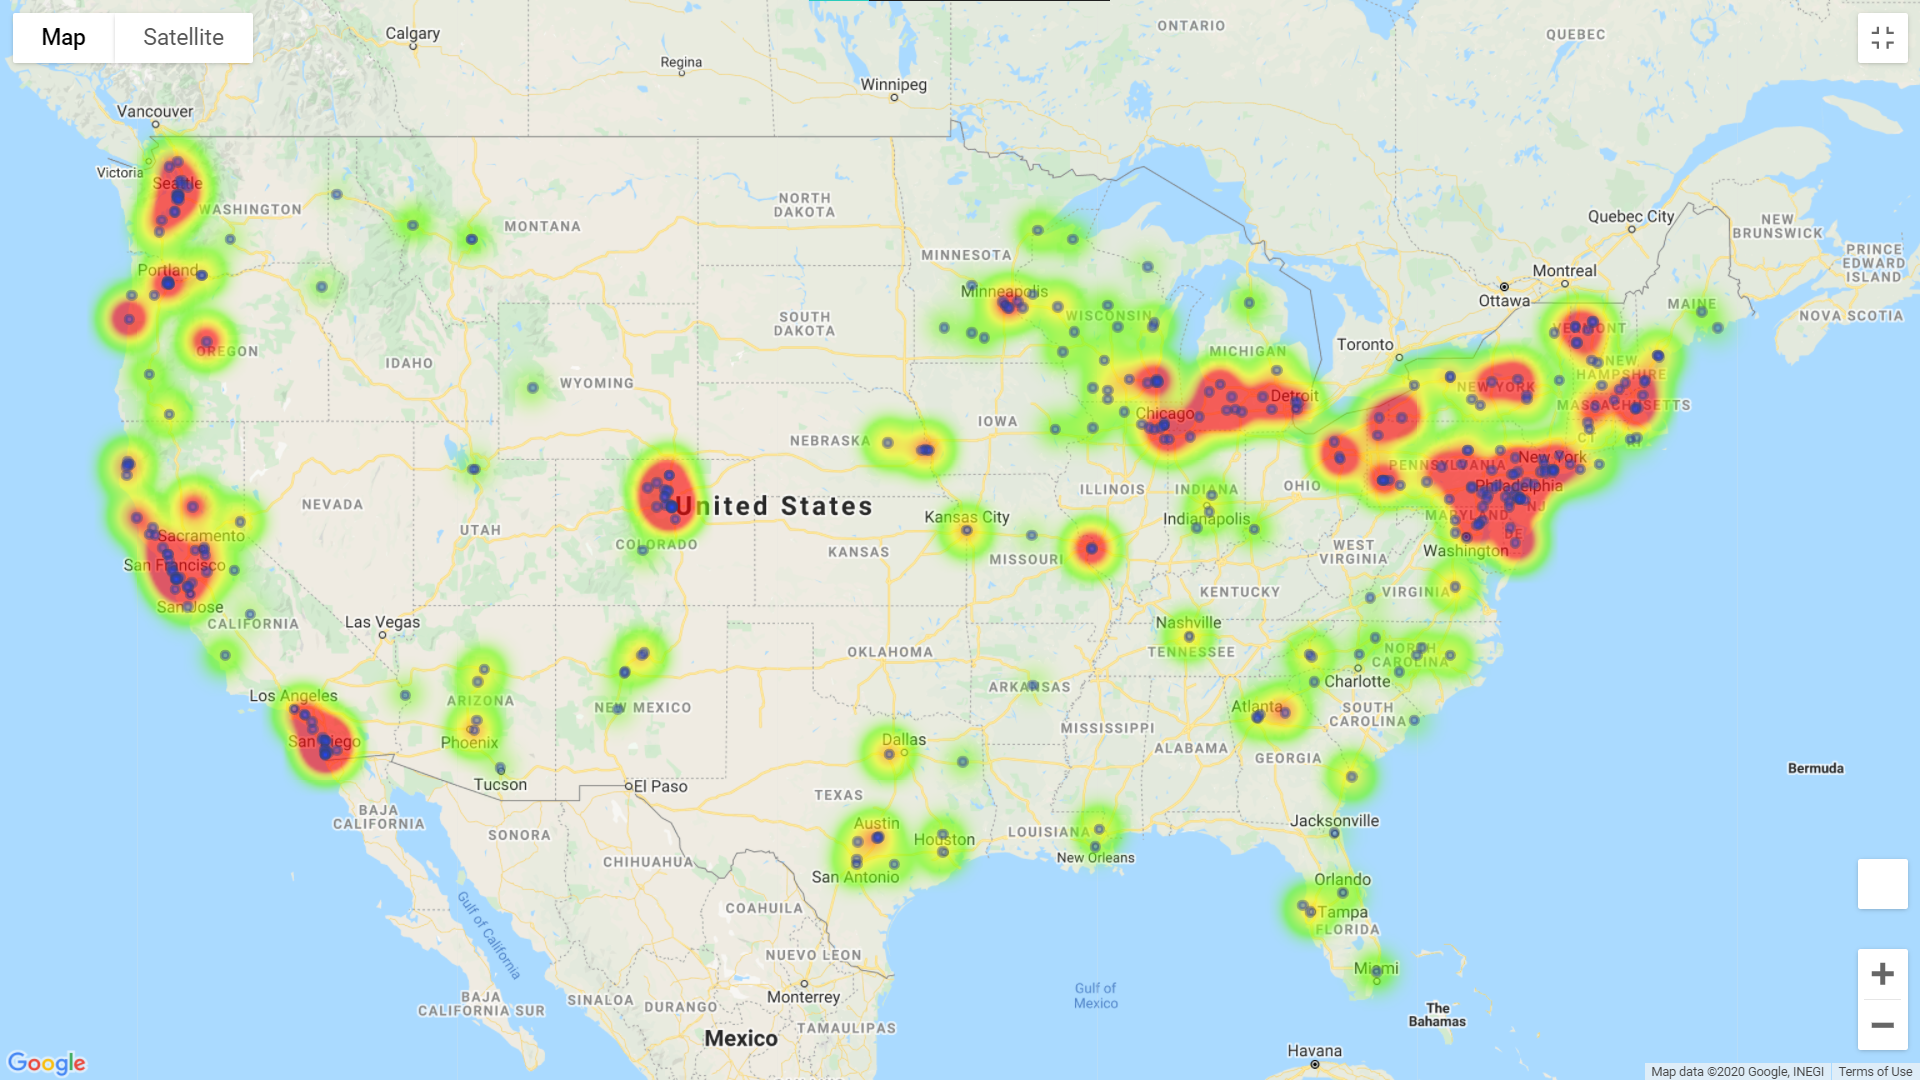 Map
Satellite
Calgary
Regina
Winnipeg
ONTARIO
QUEBEC
Vancouver
Victoria
Seattle
WASHINGTON
MONTANA
NORTH
DAKOTA
MINNESOTA
Quebec City
NEW
BRUNSWICK
PRINCE
EDWARD
ISLAND
Portland
Minneapolis
Montreal
Ottawa
MAINE
NOVA SCOTIA
SOUTH
DAKOTA
WISCONSIN
VERMONT
Toronto
OREGON
IDAHO
WYOMING
MICHIGAN
NEW
HAMPSHIRE
NEW YORK
MASSACHUSETTS
Detroit
Chicago
IOWA
NEBRASKA
CT
RI
New York
PENNSYLVANIA
Philadelphia
ILLINOIS
INDIANA
OHIO
NEVADA
United States
NJ
MARYLAND
Kansas City
Indianapolis
UTAH
Sacramento
DE
COLORADO
KANSAS
MISSOURI
WEST
VIRGINIA
Washington
San Francisco
KENTUCKY
VIRGINIA
San Jose
CALIFORNIA
Las Vegas
Nashville
TENNESSEE
OKLAHOMA
NORTH
CAROLINA
Charlotte
Los Angeles
ARIZONA
NEW MEXICO
ARKANSAS
Atlanta
SOUTH
CAROLINA
San Diego
Phoenix
Dallas
MISSISSIPPI
ALABAMA
GEORGIA
Bermuda
Tucson
El Paso
TEXAS
BAJA
CALIFORNIA
SONORA
Austin
Houston
LOUISIANA
Jacksonville
CHIHUAHUA
New Orleans
San Antonio
Orlando
Gulf of California
COAHUILA
Tampa
FLORIDA
NUEVO LEON
Miami
BAJA
CALIFORNIA SUR
SINALOA
DURANGO
Monterrey
Gulf of
Mexico
The
Bahamas
TAMAULIPAS
Mexico
Havana
Google
Map data ©2020 Google, INEGI
Terms of Use